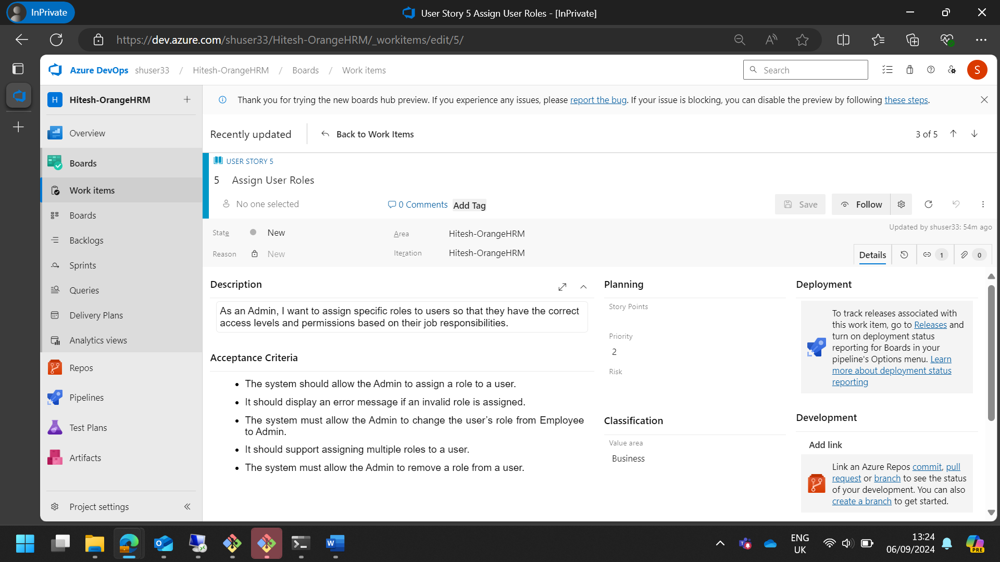 InPrivate
User Story 5 Assign User Roles - [InPrivate]
https://dev.azure.com/shuser33/Hitesh-OrangeHRM/_workitems/edit/5/
Azure DevOps shuser33 / Hitesh-OrangeHRM / Boards / Work items
Search
S
H Hitesh-OrangeHRM
Overview
Boards
Work items
Boards
Backlogs
Sprints
Queries
Delivery Plans
Analytics views
Repos
Pipelines
Test Plans
Artifacts
Project settings
Thank you for trying the new boards hub preview. If you experience any issues, please report the bug. If your issue is blocking, you can disable the preview by following these steps.
Recently updated
Back to Work Items
3 of 5
USER STORY 5
5 Assign User Roles
No one selected
0 Comments
Add Tag
Save
Follow
State New
Area Hitesh-OrangeHRM
Updated by shuser33: 54m ago
Reason New
Iteration Hitesh-OrangeHRM
Details
1
0
Description
As an Admin, I want to assign specific roles to users so that they have the correct
access levels and permissions based on their job responsibilities.
Acceptance Criteria
• The system should allow the Admin to assign a role to a user.
• It should display an error message if an invalid role is assigned.
• The system must allow the Admin to change the user’s role from Employee
to Admin.
• It should support assigning multiple roles to a user.
• The system must allow the Admin to remove a role from a user.
Planning
Story Points
Priority
2
Risk
Classification
Value area
Business
Deployment
To track releases associated with
this work item, go to Releases and
turn on deployment status
reporting for Boards in your
pipeline's Options menu. Learn
more about deployment status
reporting
Development
Add link
Link an Azure Repos commit, pull
request or branch to see the status
of your development. You can also
create a branch to get started.
ENG
UK
13:24
06/09/2024
PRE